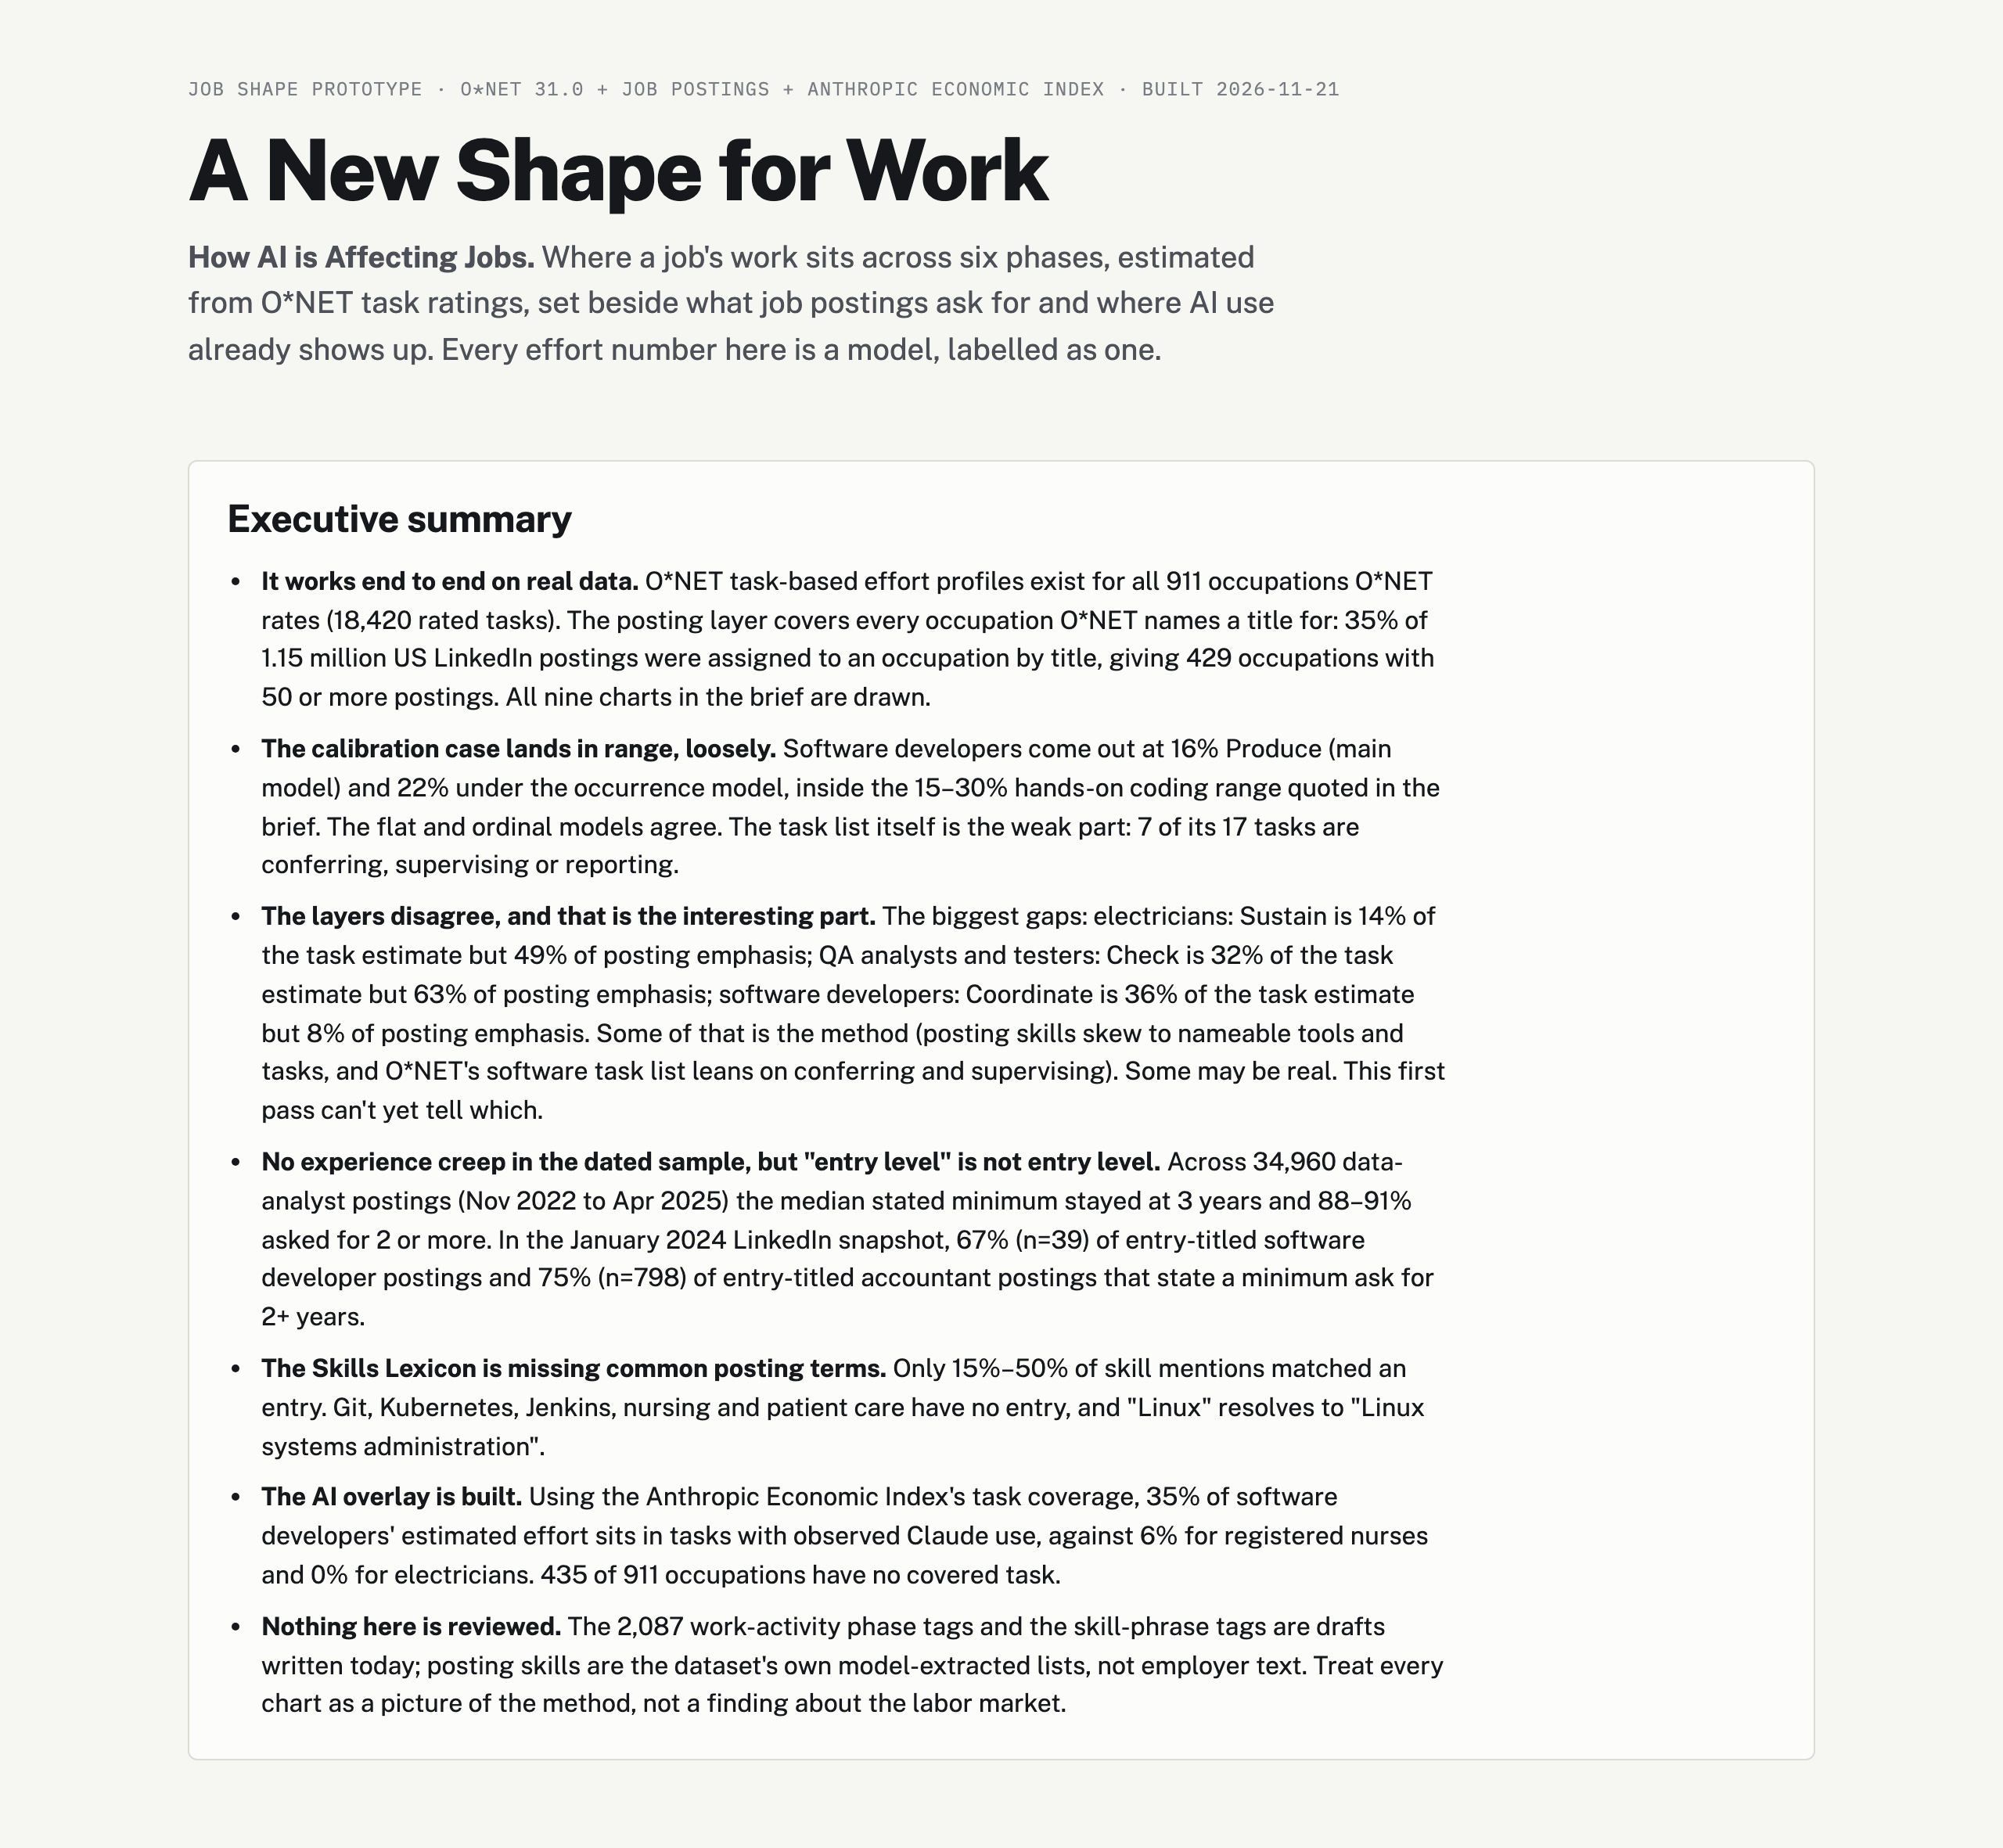 JOB SHAPE PROTOTYPE · O*NET 31.0 + JOB POSTINGS + ANTHROPIC ECONOMIC INDEX · BUILT 2026-11-21
A New Shape for Work
How AI is Affecting Jobs. Where a job's work sits across six phases, estimated
from O*NET task ratings, set beside what job postings ask for and where AI use
already shows up. Every effort number here is a model, labelled as one.
Executive summary
• It works end to end on real data. O*NET task-based effort profiles exist for all 911 occupations O*NET
rates (18,420 rated tasks). The posting layer covers every occupation O*NET names a title for: 35% of
1.15 million US LinkedIn postings were assigned to an occupation by title, giving 429 occupations with
50 or more postings. All nine charts in the brief are drawn.
• The calibration case lands in range, loosely. Software developers come out at 16% Produce (main
model) and 22% under the occurrence model, inside the 15–30% hands-on coding range quoted in the
brief. The flat and ordinal models agree. The task list itself is the weak part: 7 of its 17 tasks are
conferring, supervising or reporting.
• The layers disagree, and that is the interesting part. The biggest gaps: electricians: Sustain is 14% of
the task estimate but 49% of posting emphasis; QA analysts and testers: Check is 32% of the task
estimate but 63% of posting emphasis; software developers: Coordinate is 36% of the task estimate
but 8% of posting emphasis. Some of that is the method (posting skills skew to nameable tools and
tasks, and O*NET's software task list leans on conferring and supervising). Some may be real. This first
pass can't yet tell which.
• No experience creep in the dated sample, but "entry level" is not entry level. Across 34,960 data-
analyst postings (Nov 2022 to Apr 2025) the median stated minimum stayed at 3 years and 88–91%
asked for 2 or more. In the January 2024 LinkedIn snapshot, 67% (n=39) of entry-titled software
developer postings and 75% (n=798) of entry-titled accountant postings that state a minimum ask for
2+ years.
• The Skills Lexicon is missing common posting terms. Only 15%–50% of skill mentions matched an
entry. Git, Kubernetes, Jenkins, nursing and patient care have no entry, and "Linux" resolves to "Linux
systems administration".
• The AI overlay is built. Using the Anthropic Economic Index's task coverage, 35% of software
developers' estimated effort sits in tasks with observed Claude use, against 6% for registered nurses
and 0% for electricians. 435 of 911 occupations have no covered task.
• Nothing here is reviewed. The 2,087 work-activity phase tags and the skill-phrase tags are drafts
written today; posting skills are the dataset's own model-extracted lists, not employer text. Treat every
chart as a picture of the method, not a finding about the labor market.